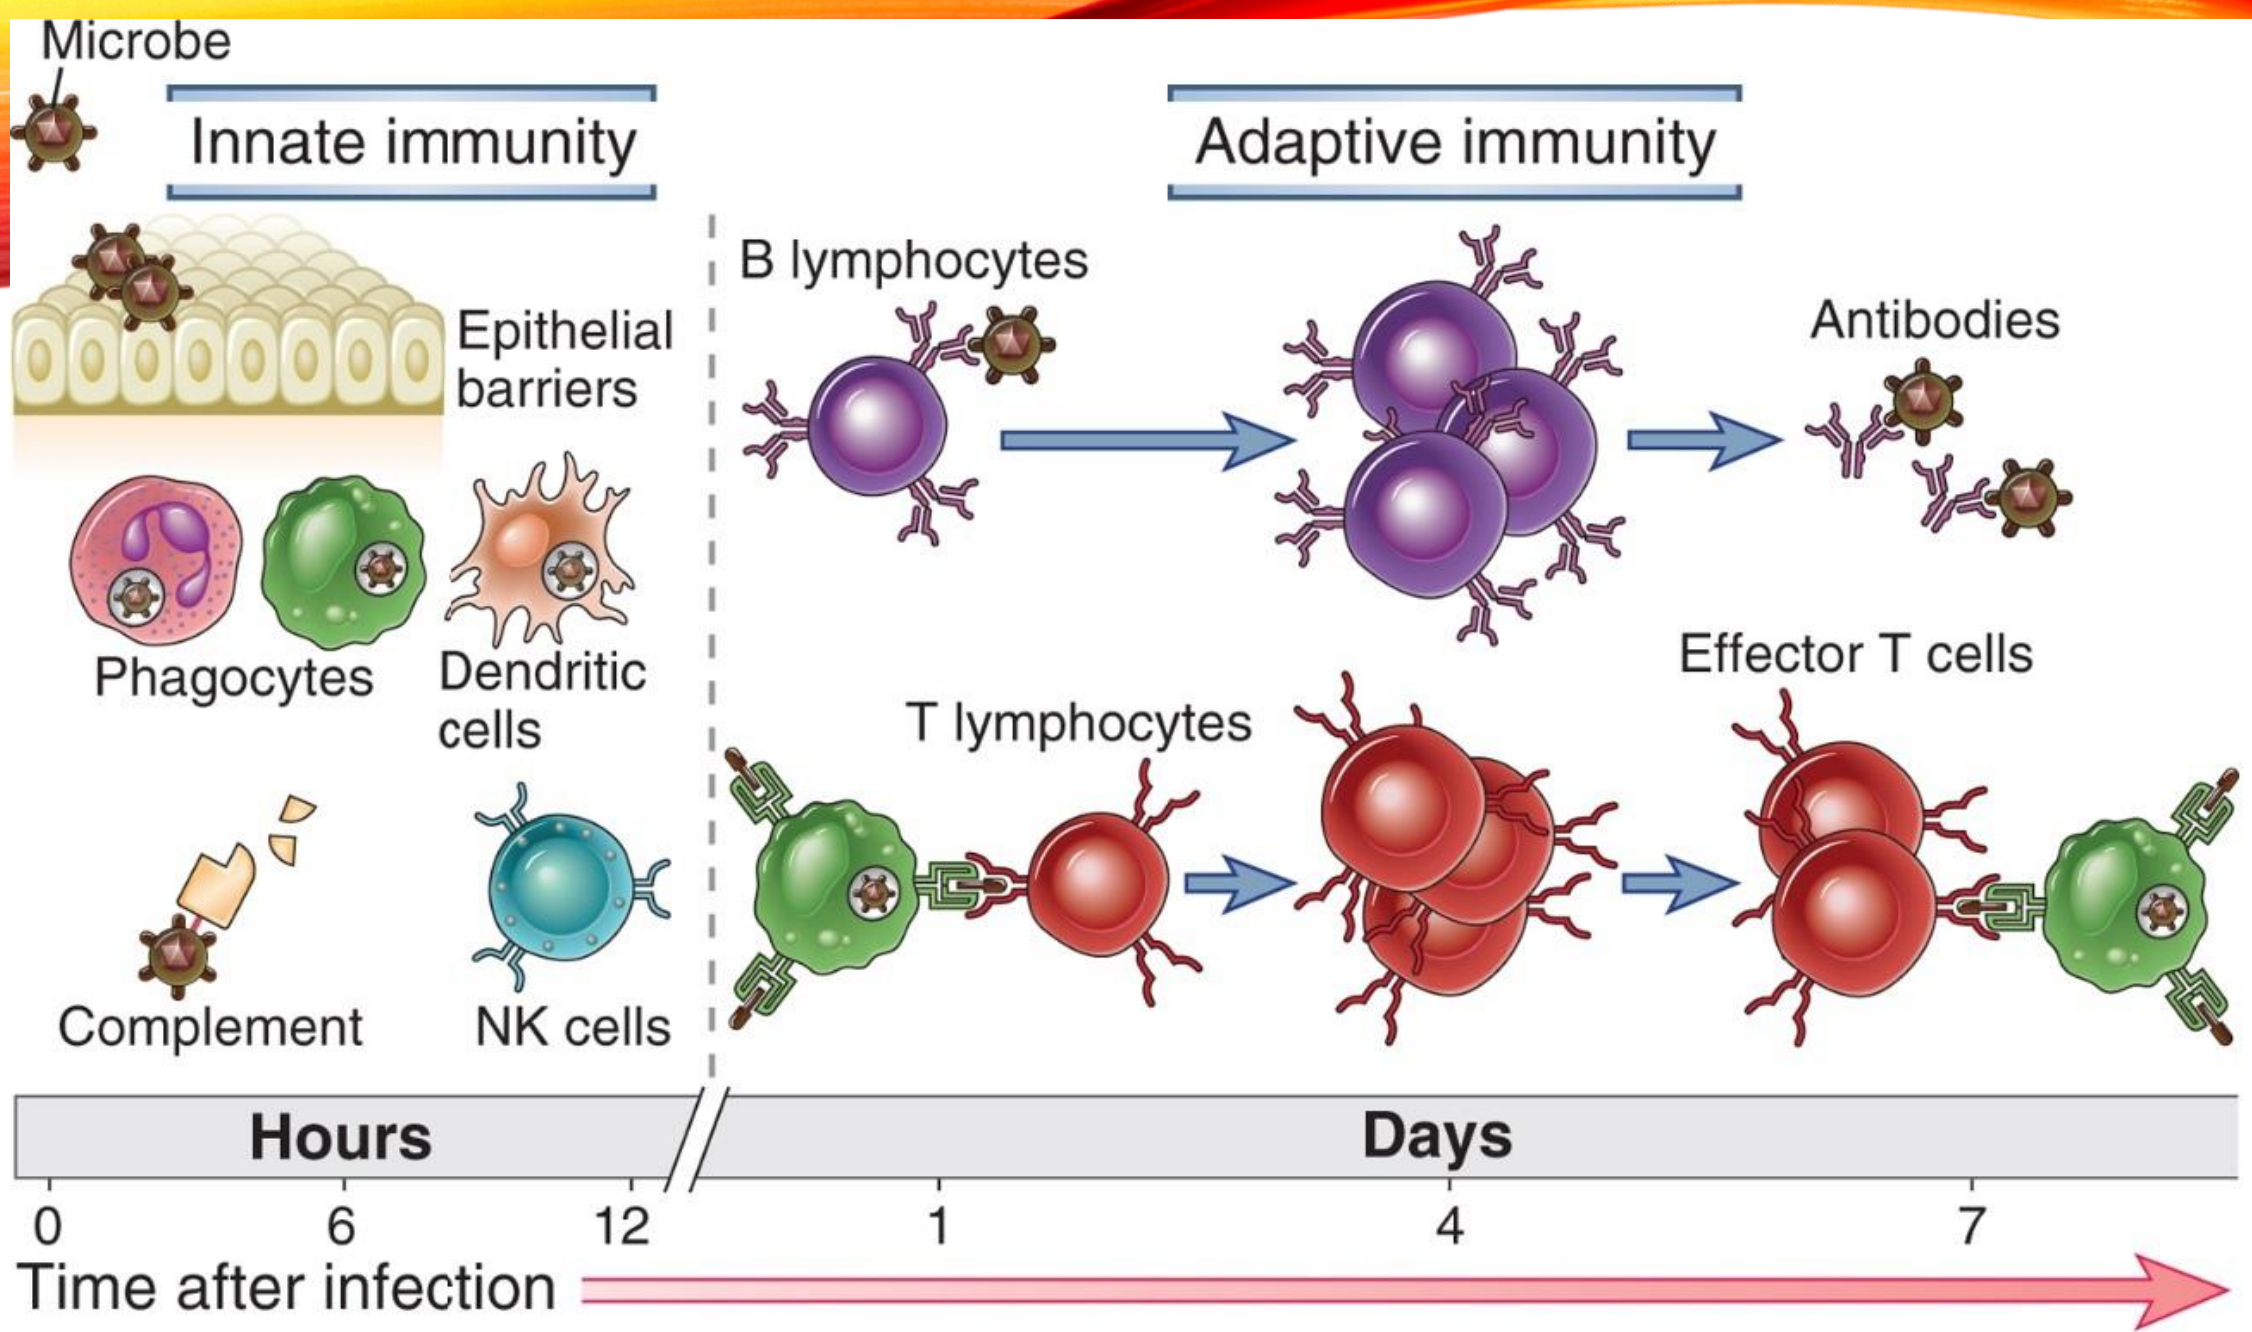 Microbe
Innate immunity
Adaptive immunity
B lymphocytes
Epithelial
barriers
Antibodies
Phagocytes
Dendritic
cells
Effector T cells
T lymphocytes
Complement
NK cells
Hours
Days
0 6 12 1 4 7
Time after infection